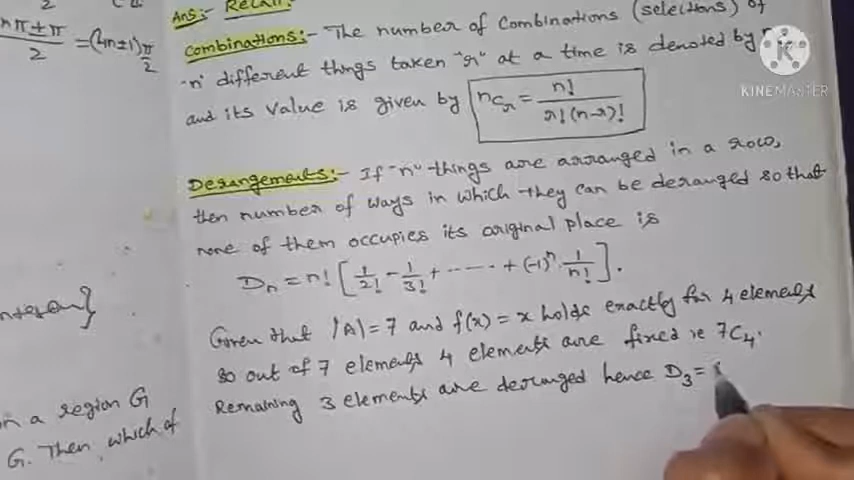 Ans:- Recall:
nπ±π/2 = (2n±1)π/2
Combinations:- The number of Combinations (selections) of
"n" different things taken "r" at a time is denoted by
and its value is given by nCr = n!/r!(n-r)!
KINEMASTER
Derangements:- If "n" things are arranged in a row,
then number of ways in which they can be deranged so that
none of them occupies its original place is
Dn = n! [1/2! - 1/3! + ...... + (-1)^n . 1/n!].
Given that |A| = 7 and f(x) = x holds exactly for 4 elements
so out of 7 elements 4 elements are fixed ie 7C4.
Remaining 3 elements are deranged hence D3 =
in a region G
G. Then, which of